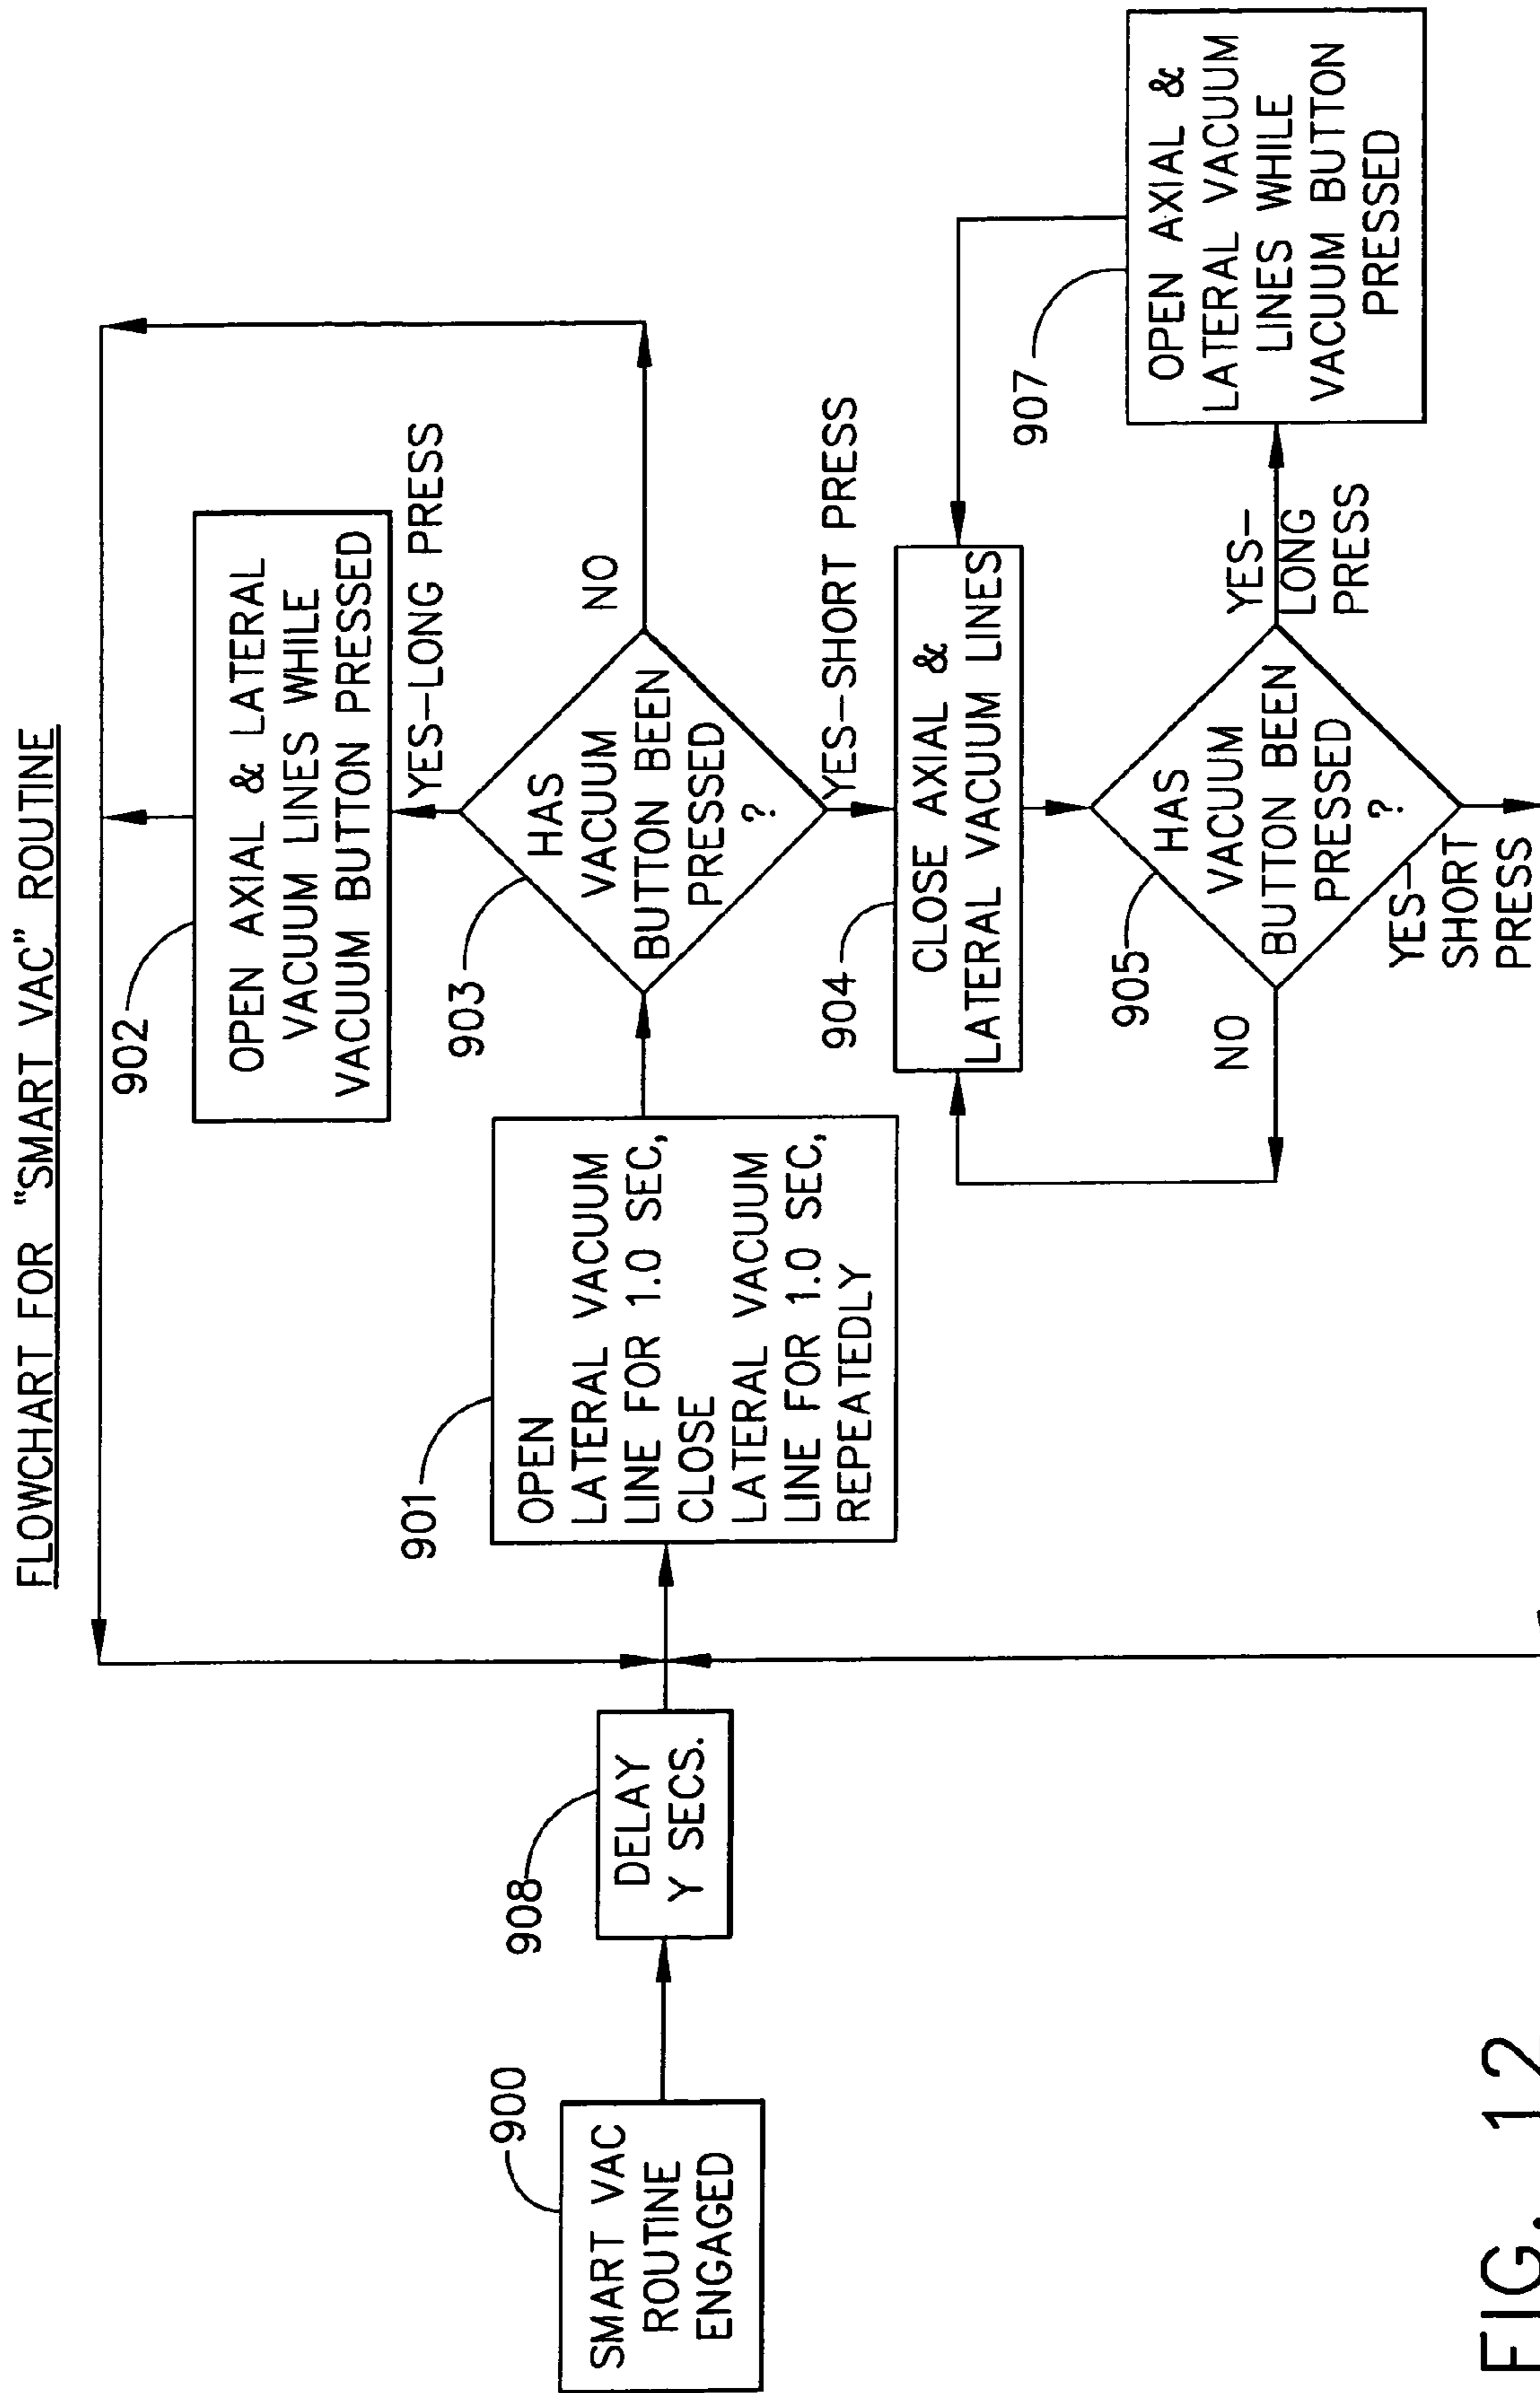 FLOWCHART FOR "SMART VAC" ROUTINE
900
SMART VAC
ROUTINE
ENGAGED
908
DELAY
Y SECS.
901
OPEN
LATERAL VACUUM
LINE FOR 1.0 SEC,
CLOSE
LATERAL VACUUM
LINE FOR 1.0 SEC,
REPEATEDLY
902
OPEN AXIAL & LATERAL
VACUUM LINES WHILE
VACUUM BUTTON PRESSED
YES-LONG PRESS
903
HAS
VACUUM
BUTTON BEEN
PRESSED
?
NO
YES-SHORT PRESS
904
CLOSE AXIAL &
LATERAL VACUUM LINES
905
HAS
VACUUM
BUTTON BEEN
PRESSED
?
NO
YES-
LONG
PRESS
YES-
SHORT
PRESS
907
OPEN AXIAL &
LATERAL VACUUM
LINES WHILE
VACUUM BUTTON
PRESSED
FIG. 12